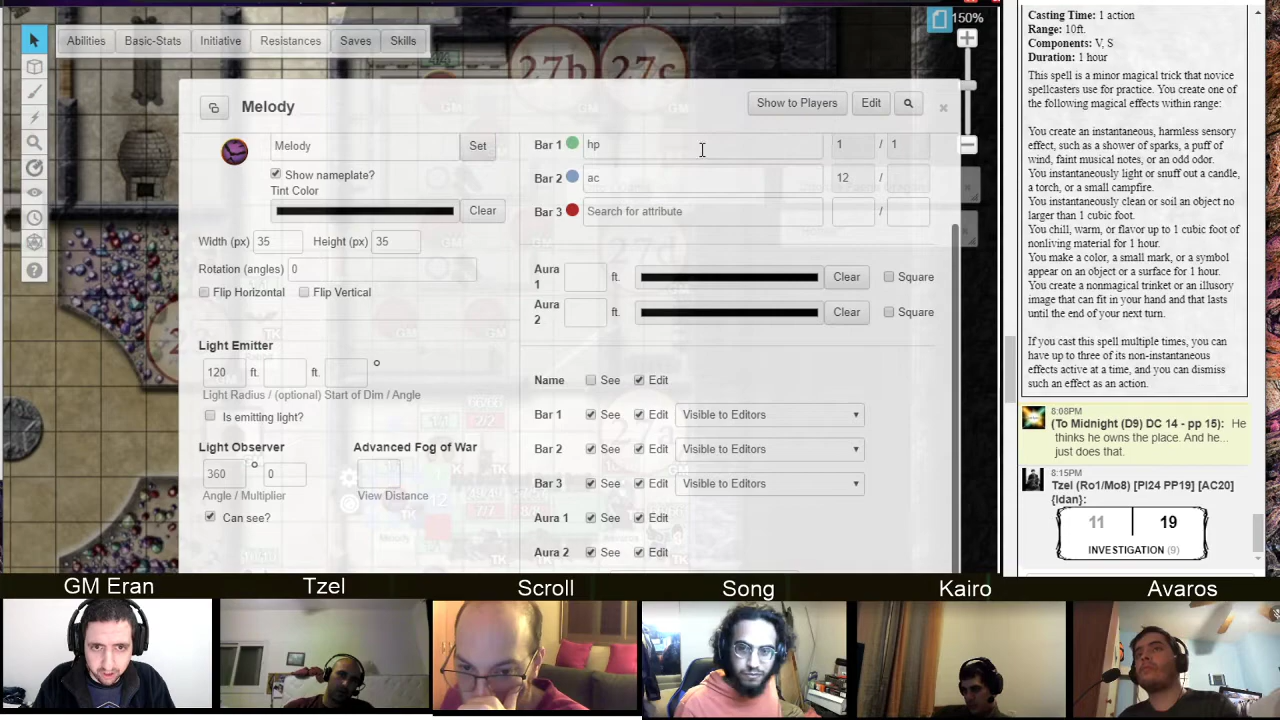 Abilities
Basic-Stats
Initiative
Resistances
Saves
Skills
150%
27b
27c
GM
GM
GM
27d
Melody
Show to Players
Edit
Melody
Set
Show nameplate?
Tint Color
Clear
Width (px) 35 Height (px) 35
Rotation (angles) 0
Flip Horizontal
Flip Vertical
Light Emitter
120 ft. ft.
Light Radius / (optional) Start of Dim / Angle
Is emitting light?
Light Observer
360 0
Angle / Multiplier
Can see?
Advanced Fog of War
View Distance
Bar 1 hp 1 / 1
Bar 2 ac 12 /
Bar 3 Search for attribute /
Aura
1
ft.
Clear
Square
Aura
2
ft.
Clear
Square
Name See Edit
Bar 1 See Edit Visible to Editors
Bar 2 See Edit Visible to Editors
Bar 3 See Edit Visible to Editors
Aura 1 See Edit
Aura 2 See Edit
Casting Time: 1 action
Range: 10ft.
Components: V, S
Duration: 1 hour
This spell is a minor magical trick that novice
spellcasters use for practice. You create one of
the following magical effects within range:
You create an instantaneous, harmless sensory
effect, such as a shower of sparks, a puff of
wind, faint musical notes, or an odd odor.
You instantaneously light or snuff out a candle,
a torch, or a small campfire.
You instantaneously clean or soil an object no
larger than 1 cubic foot.
You chill, warm, or flavor up to 1 cubic foot of
nonliving material for 1 hour.
You make a color, a small mark, or a symbol
appear on an object or a surface for 1 hour.
You create a nonmagical trinket or an illusory
image that can fit in your hand and that lasts
until the end of your next turn.
If you cast this spell multiple times, you can
have up to three of its non-instantaneous
effects active at a time, and you can dismiss
such an effect as an action.
8:08PM
(To Midnight (D9) DC 14 - pp 15): He
thinks he owns the place. And he...
just does that.
8:15PM
Tzel (Ro1/Mo8) [PI24 PP19] [AC20]
{Idan}:
11 19
INVESTIGATION (9)
GM Eran
Tzel
Scroll
Song
Kairo
Avaros